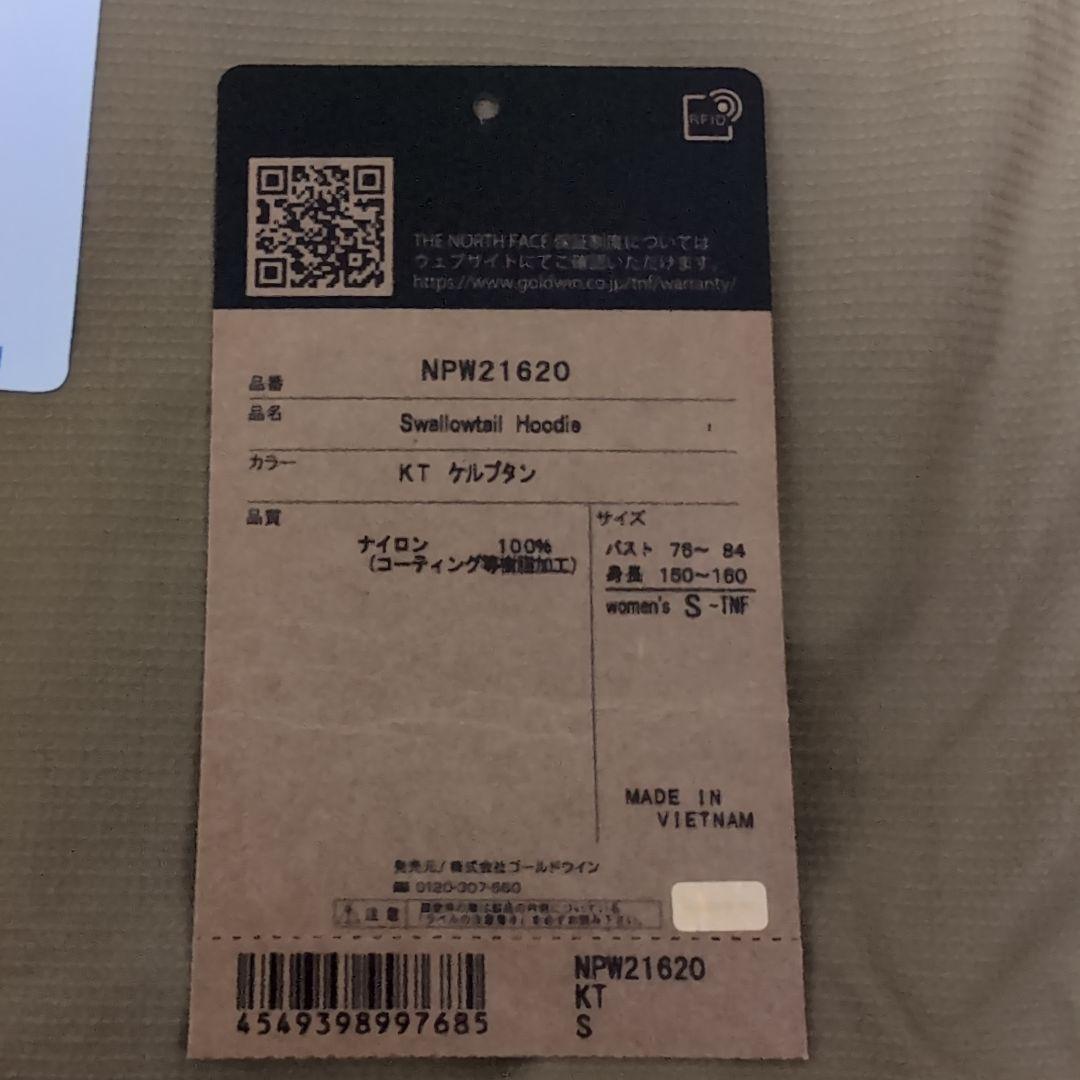 RFID
THE NORTH FACE 保証制度については
ウェブサイトにてご確認いただけます。
https://www.goldwin.co.jp/tnf/warranty/
品番 NPW21620
品名 Swallowtail Hoodie
カラー KT ケルプタン
品質
ナイロン 100%
(コーティング等樹脂加工)
サイズ
バスト 76~ 84
身長 150~160
women's S -TNF
MADE IN
VIETNAM
発売元/株式会社ゴールドウイン
0120-307-560
注意
4549398997685
NPW21620
KT
S